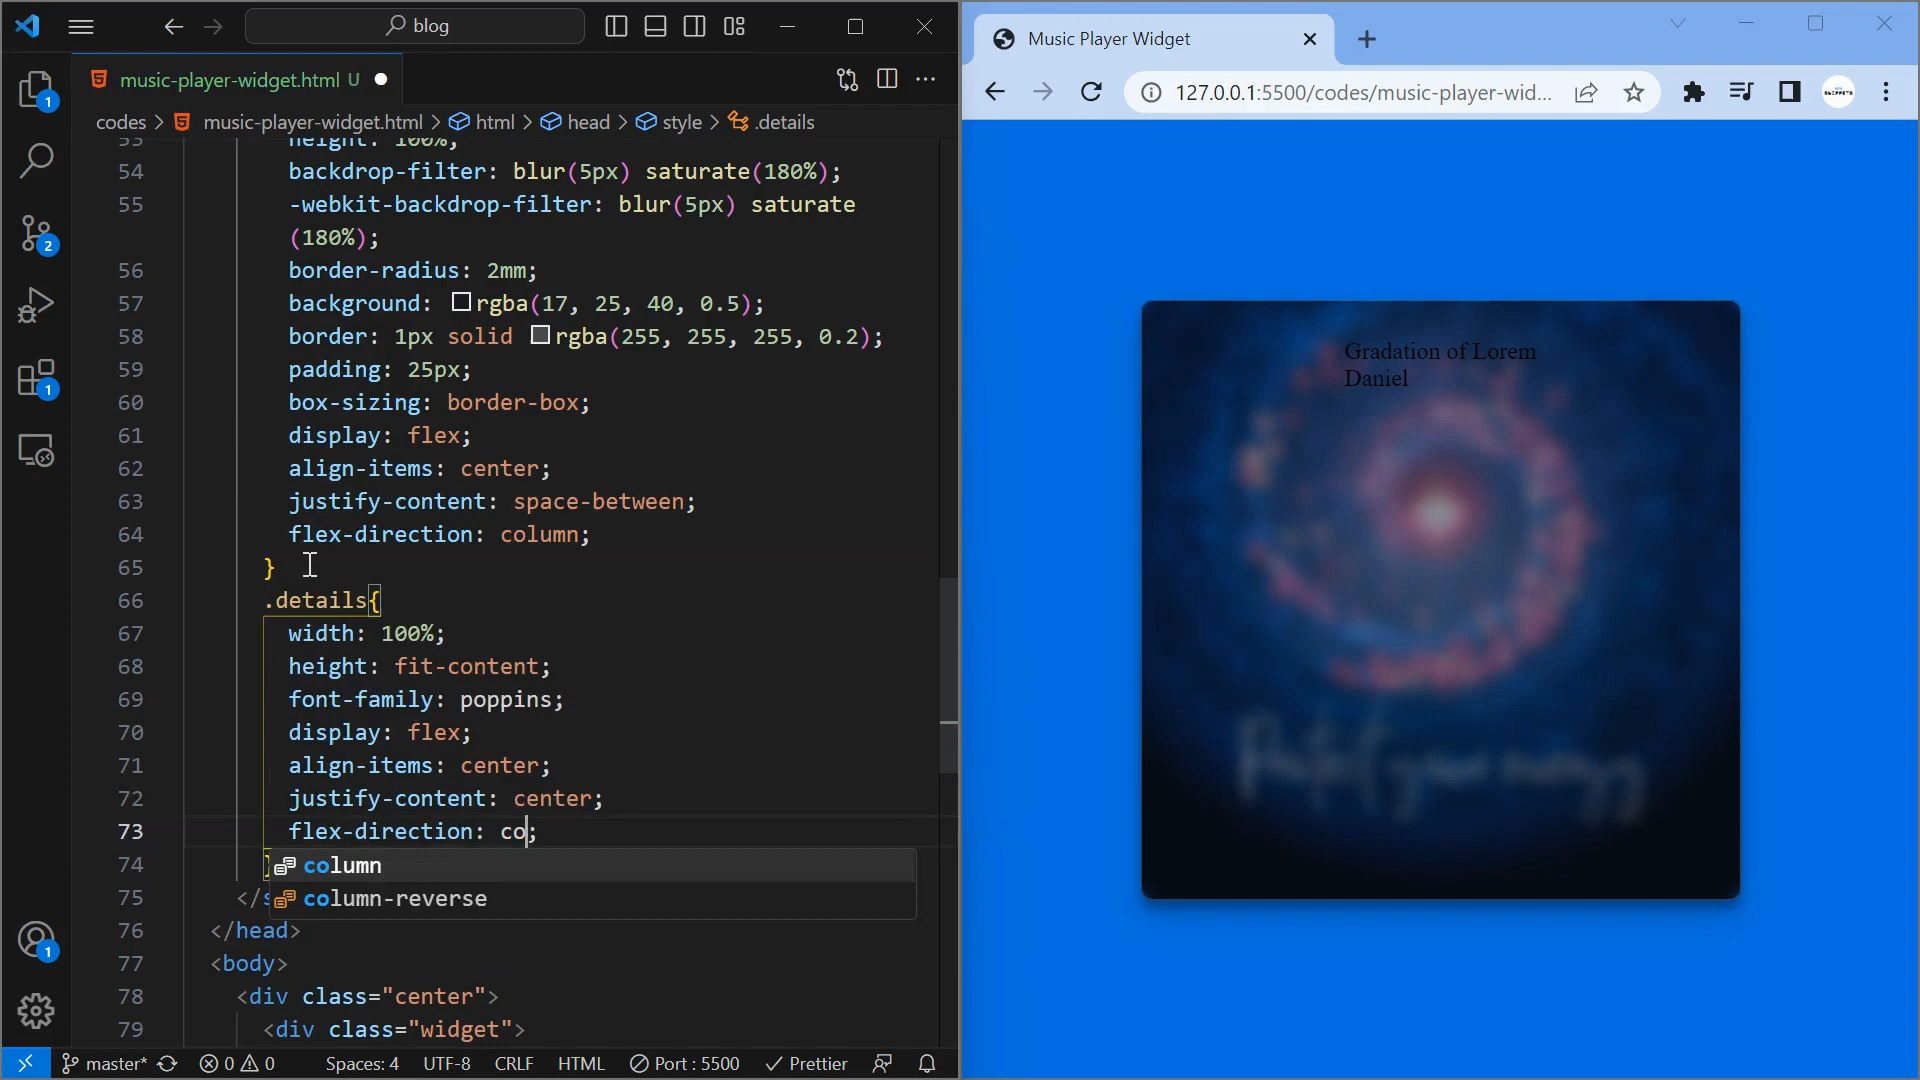 blog
music-player-widget.html U
codes > music-player-widget.html > html > head > style > .details
53 height: 100%;
54 backdrop-filter: blur(5px) saturate(180%);
55 -webkit-backdrop-filter: blur(5px) saturate
(180%);
56 border-radius: 2mm;
57 background: rgba(17, 25, 40, 0.5);
58 border: 1px solid rgba(255, 255, 255, 0.2);
59 padding: 25px;
60 box-sizing: border-box;
61 display: flex;
62 align-items: center;
63 justify-content: space-between;
64 flex-direction: column;
65 }
66 .details{
67 width: 100%;
68 height: fit-content;
69 font-family: poppins;
70 display: flex;
71 align-items: center;
72 justify-content: center;
73 flex-direction: co;
74 }
column
75 </s
column-reverse
76 </head>
77 <body>
78 <div class="center">
79 <div class="widget">
1
2
1
1
master* 0 0 Spaces: 4 UTF-8 CRLF HTML Port : 5500 Prettier
Music Player Widget
127.0.0.1:5500/codes/music-player-wid...
Gradation of Lorem
Daniel